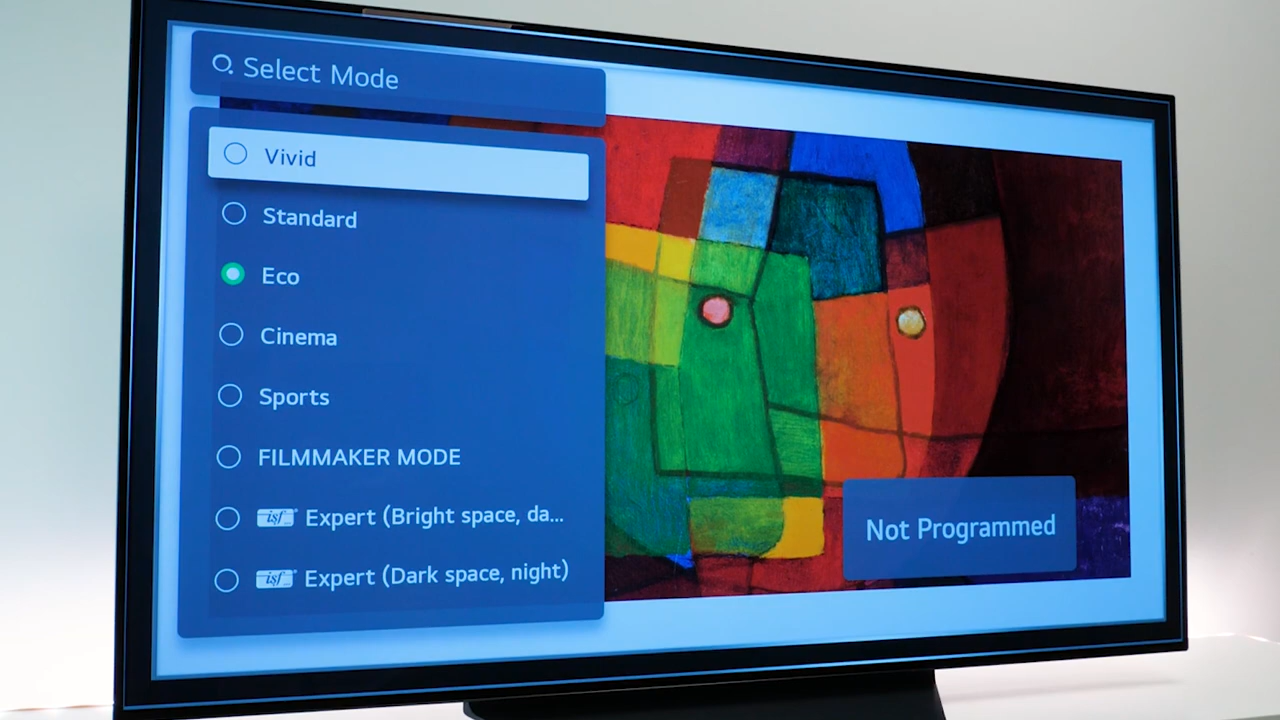 Select Mode
Vivid
Standard
Eco
Cinema
Sports
FILMMAKER MODE
isf Expert (Bright space, da...
isf Expert (Dark space, night)
Not Programmed